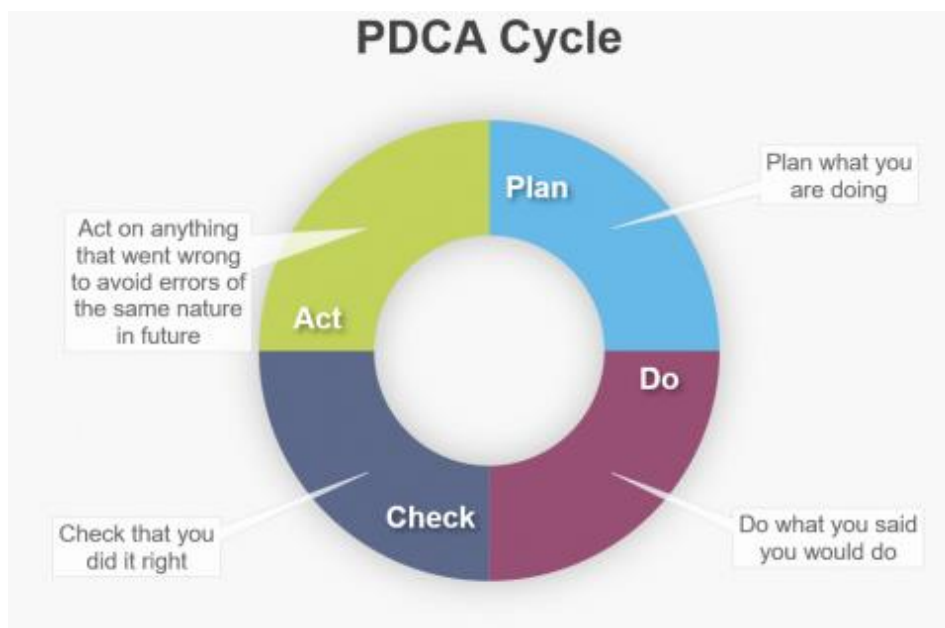 PDCA Cycle
Plan
Plan what you
are doing
Act on anything
that went wrong
to avoid errors of
the same nature
in future
Act
Do
Check
Check that you
did it right
Do what you said
you would do